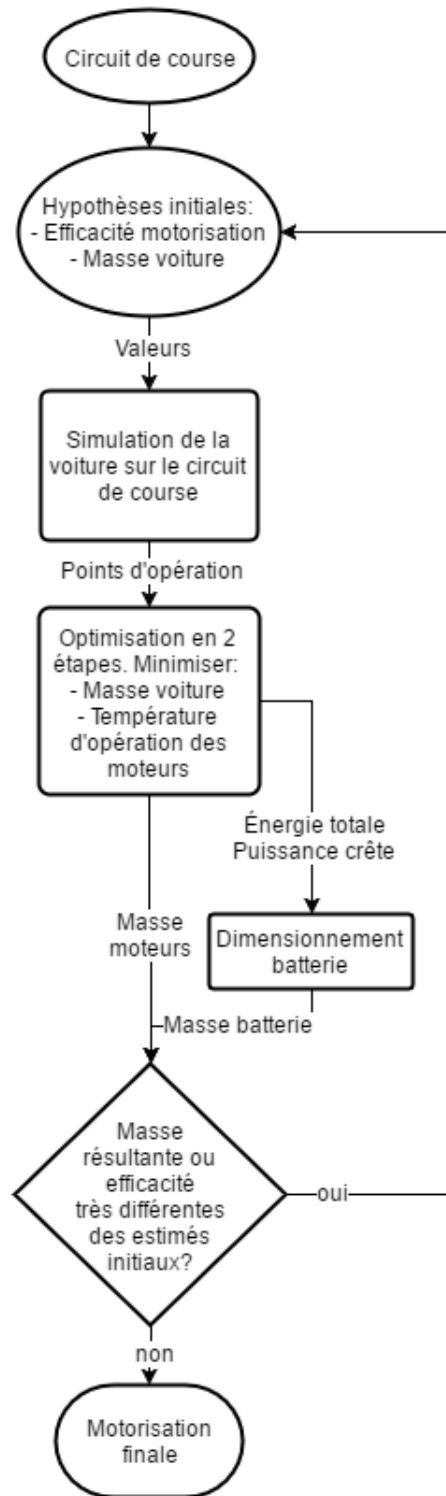 Circuit de course
Hypothèses initiales:
- Efficacité motorisation
- Masse voiture
Valeurs
Simulation de la
voiture sur le circuit
de course
Points d'opération
Optimisation en 2
étapes. Minimiser:
- Masse voiture
- Température
d'opération des
moteurs
Énergie totale
Puissance crête
Masse
moteurs
Dimensionnement
batterie
Masse batterie
Masse
résultante ou
efficacité
très différentes
des estimés
initiaux?
oui
non
Motorisation
finale